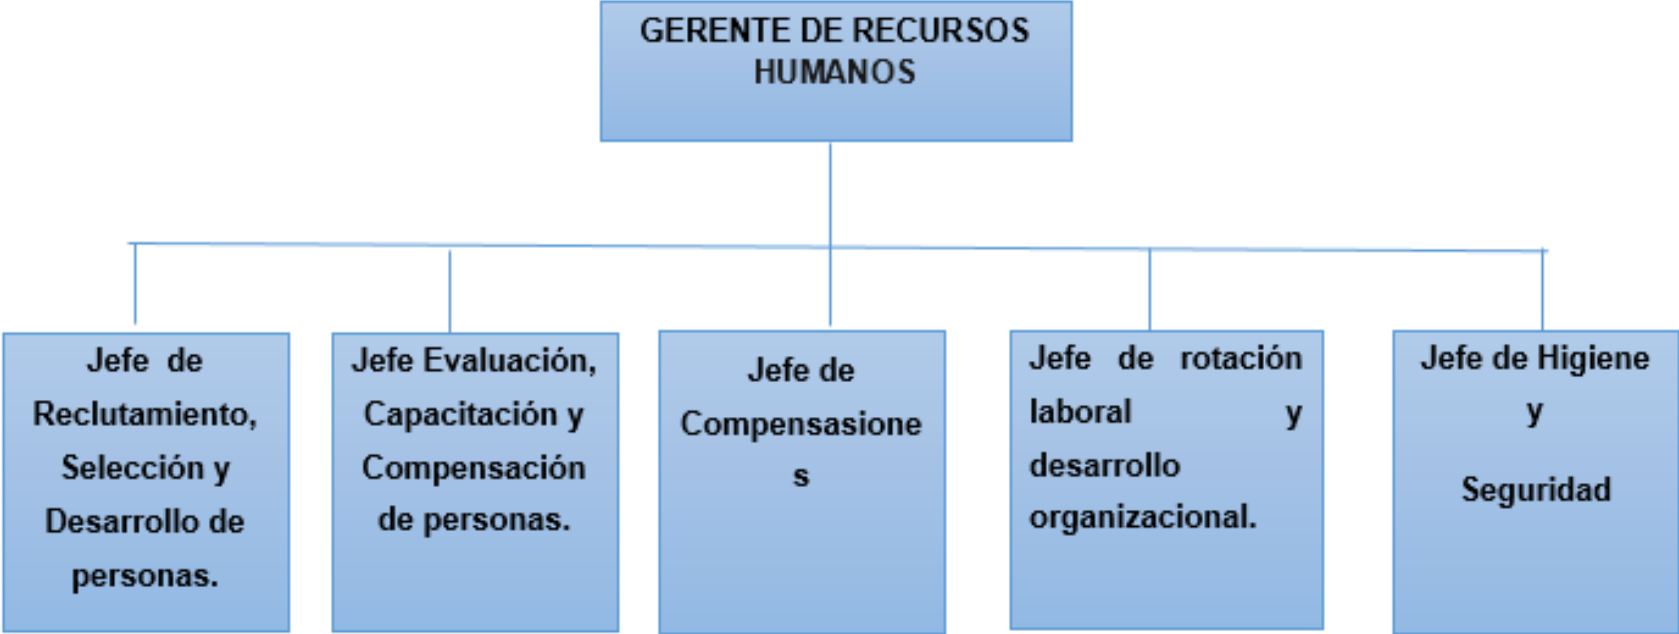 GERENTE DE RECURSOS
HUMANOS
Jefe de
Reclutamiento,
Selección y
Desarrollo de
personas.
Jefe Evaluación,
Capacitación y
Compensación
de personas.
Jefe de
Compensasione
s
Jefe de rotación
laboral y
desarrollo
organizacional.
Jefe de Higiene
y
Seguridad